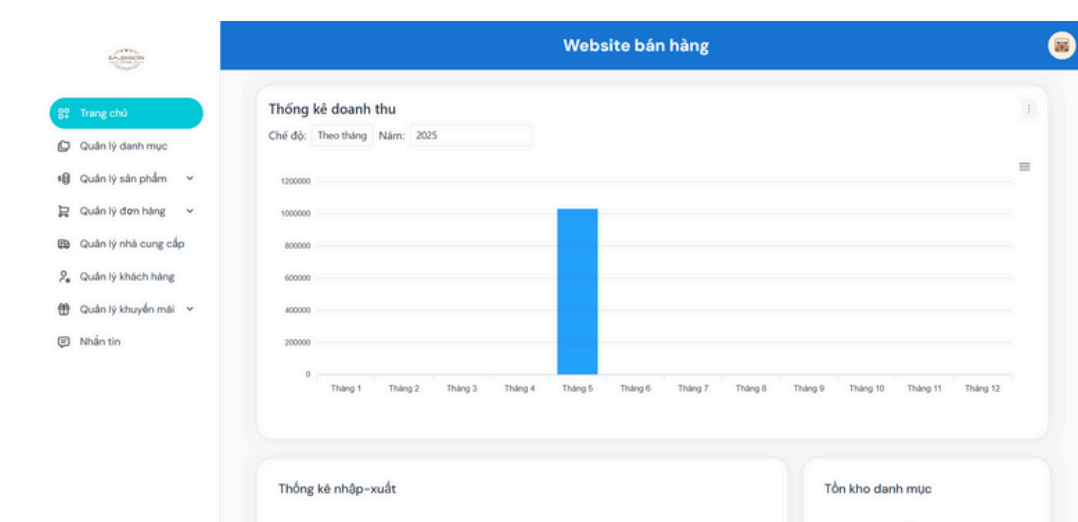 FASHION
Website bán hàng
Trang chủ
Quản lý danh mục
Quản lý sản phẩm
Quản lý đơn hàng
Quản lý nhà cung cấp
Quản lý khách hàng
Quản lý khuyến mãi
Nhắn tin
Thống kê doanh thu
Chế độ: Theo tháng Năm: 2025
1200000
1000000
800000
600000
400000
200000
0
Tháng 1 Tháng 2 Tháng 3 Tháng 4 Tháng 5 Tháng 6 Tháng 7 Tháng 8 Tháng 9 Tháng 10 Tháng 11 Tháng 12
Thống kê nhập-xuất
Tồn kho danh mục